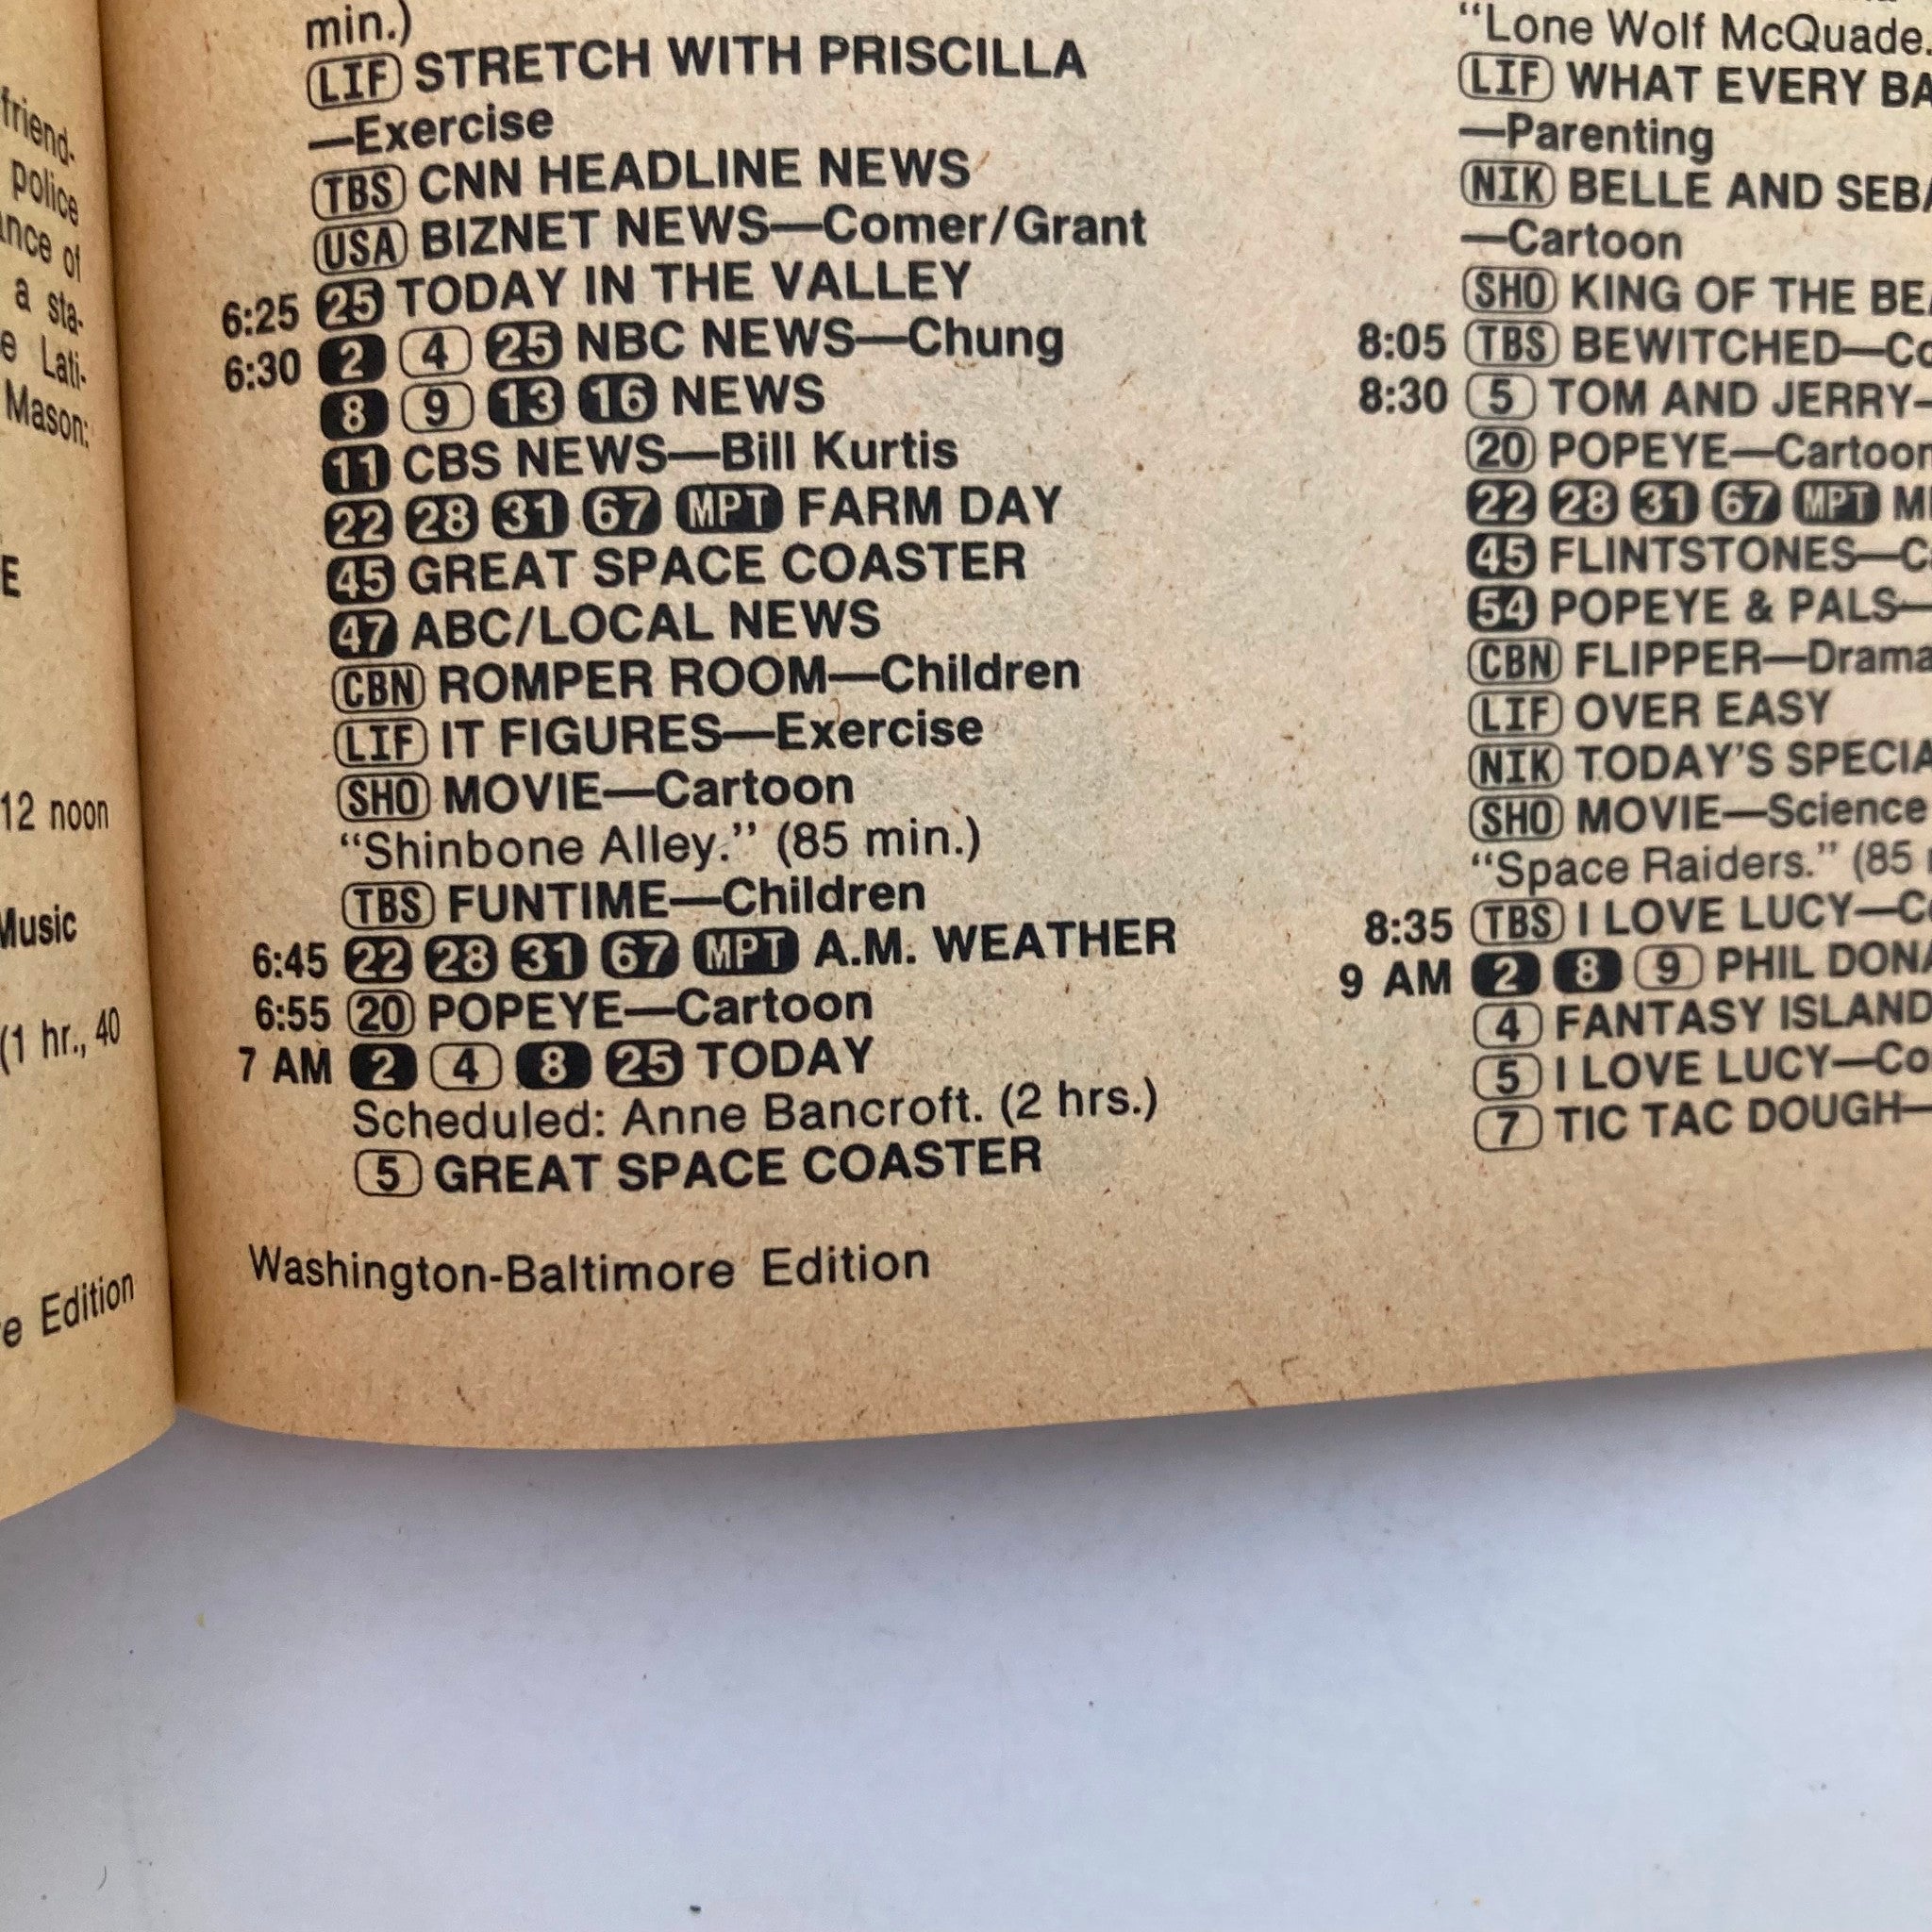 friend-
police
ance of
a sta-
Lati-
Mason:
E
12 noon
Music
(1 hr., 40
Edition
min.)
LIF STRETCH WITH PRISCILLA
—Exercise
TBS CNN HEADLINE NEWS
USA BIZNET NEWS—Comer/Grant
6:25 25 TODAY IN THE VALLEY
6:30 2 4 25 NBC NEWS—Chung
8 9 13 16 NEWS
11 CBS NEWS—Bill Kurtis
22 28 31 67 MPT FARM DAY
45 GREAT SPACE COASTER
47 ABC/LOCAL NEWS
CBN ROMPER ROOM—Children
LIF IT FIGURES—Exercise
SHO MOVIE—Cartoon
“Shinbone Alley.” (85 min.)
TBS FUNTIME—Children
6:45 22 28 31 67 MPT A.M. WEATHER
6:55 20 POPEYE—Cartoon
7 AM 2 4 8 25 TODAY
Scheduled: Anne Bancroft. (2 hrs.)
5 GREAT SPACE COASTER
Washington-Baltimore Edition
“Lone Wolf McQuade.
LIF WHAT EVERY BA
—Parenting
NIK BELLE AND SEBA
—Cartoon
SHO KING OF THE BEA
8:05 TBS BEWITCHED—Co
8:30 5 TOM AND JERRY—
20 POPEYE—Cartoon
22 28 31 67 MPT
45 FLINTSTONES—C
54 POPEYE & PALS—
CBN FLIPPER—Drama
LIF OVER EASY
NIK TODAY'S SPECIA
SHO MOVIE—Science
“Space Raiders.” (85
8:35 TBS I LOVE LUCY—C
9 AM 2 8 9 PHIL DONA
4 FANTASY ISLAND
5 I LOVE LUCY—Co
7 TIC TAC DOUGH—